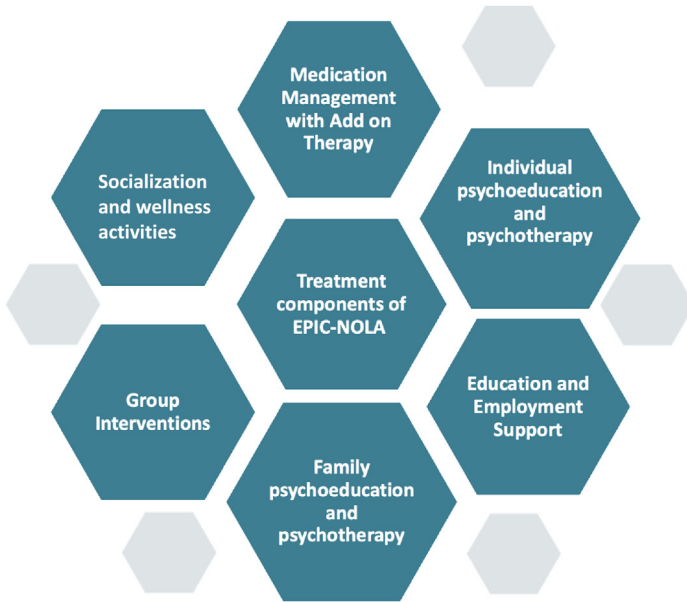 Medication
Management
with Add on
Therapy
Socialization
and wellness
activities
Individual
psychoeducation
and
psychotherapy
Treatment
components of
EPIC-NOLA
Group
Interventions
Education and
Employment
Support
Family
psychoeducation
and
psychotherapy